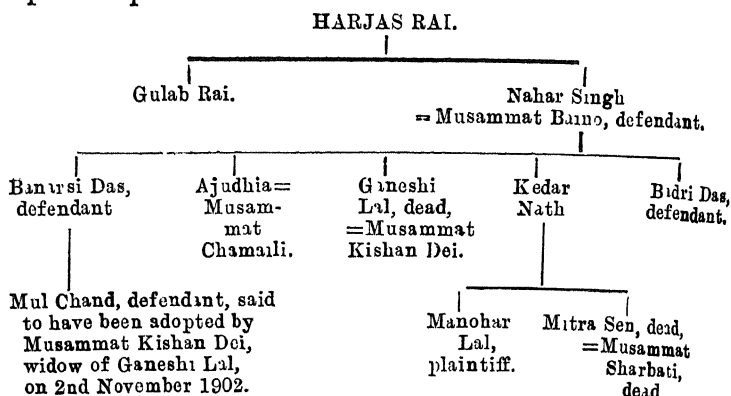 HARJAS RAI.
Gulab Rai.
Nahar Singh
= Musammat Baino, defendant.
Banarsi Das,
defendant
Ajudhia=
Musam-
mat
Chamaili.
Ganeshi
Lal, dead,
=Musammat
Kishan Dei.
Kedar
Nath
Badri Das,
defendant.
Mul Chand, defendant, said
to have been adopted by
Musammat Kishan Dei,
widow of Ganeshi Lal,
on 2nd November 1902.
Manohar
Lal,
plaintiff.
Mitra Sen, dead,
=Musammat
Sharbati,
dead